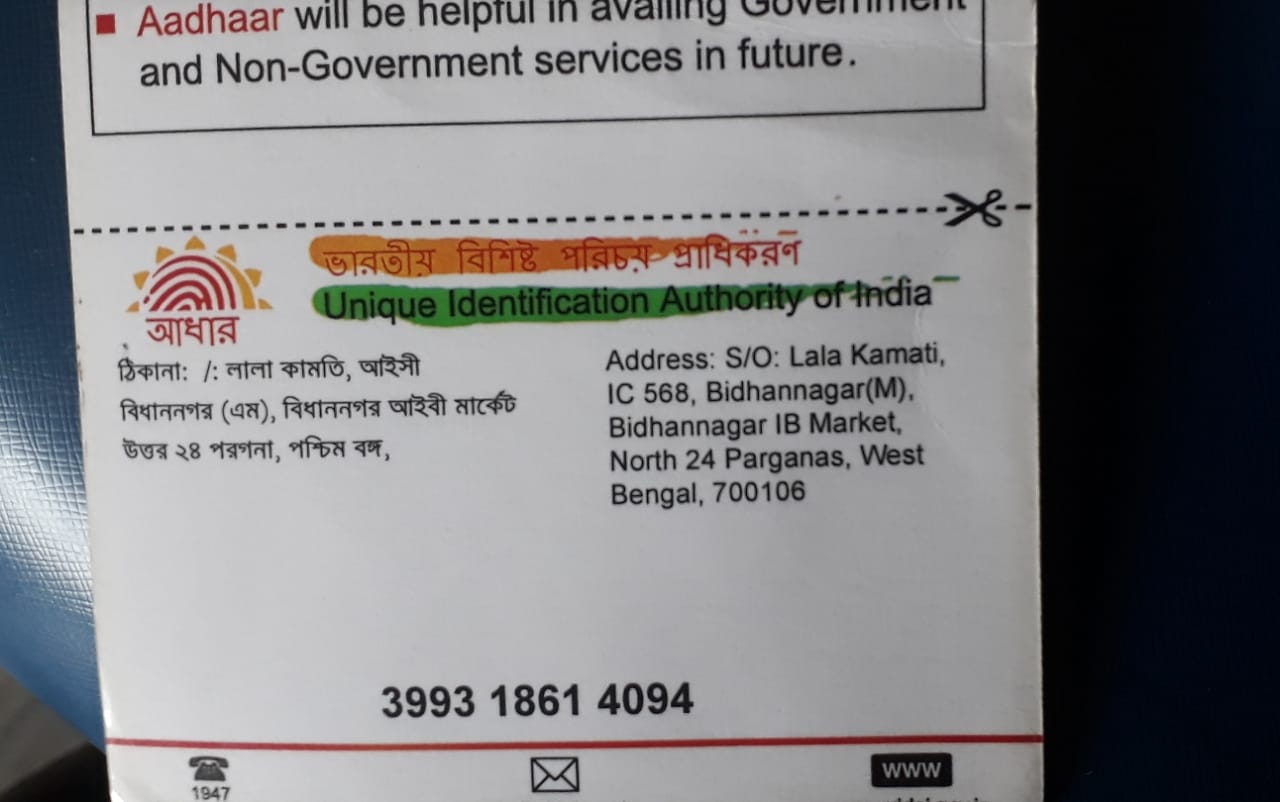 Aadhaar will be helpful in availing Government
and Non-Government services in future.
ভারতীয় বিশিষ্ট পরিচয় প্রাধিকরণ
Unique Identification Authority of India
আধার
ঠিকানা: /: লালা কামতি, আইসী
বিধাননগর (এম), বিধাননগর আইবী মার্কেট
উত্তর ২৪ পরগনা, পশ্চিম বঙ্গ,
Address: S/O: Lala Kamati,
IC 568, Bidhannagar(M),
Bidhannagar IB Market,
North 24 Parganas, West
Bengal, 700106
3993 1861 4094
1947
www